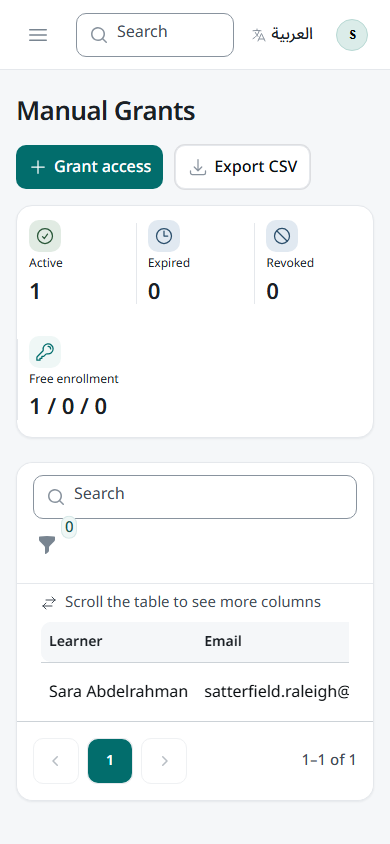 Search
العربية
S
Manual Grants
Grant access
Export CSV
Active
1
Expired
0
Revoked
0
Free enrollment
1 / 0 / 0
Search
0
Scroll the table to see more columns
Learner Email
Sara Abdelrahman satterfield.raleigh@
1
1–1 of 1